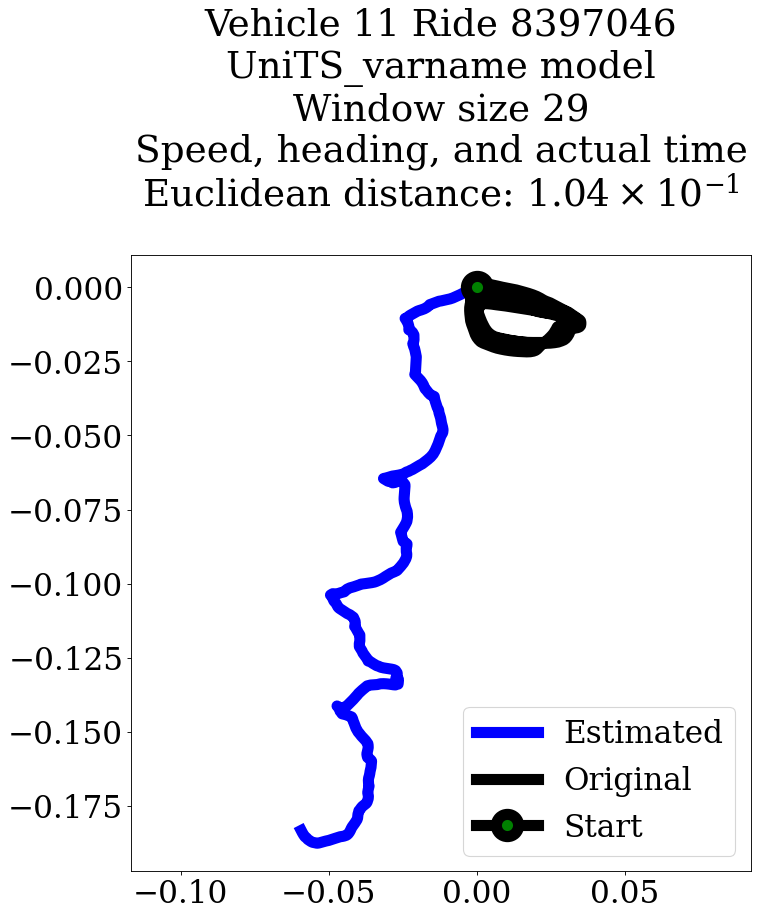 Vehicle 11 Ride 8397046
UniTS_varname model
Window size 29
Speed, heading, and actual time
Euclidean distance: 1.04 × 10⁻¹
0.000
−0.025
−0.050
−0.075
−0.100
−0.125
−0.150
−0.175
Estimated
Original
Start
−0.10 −0.05 0.00 0.05